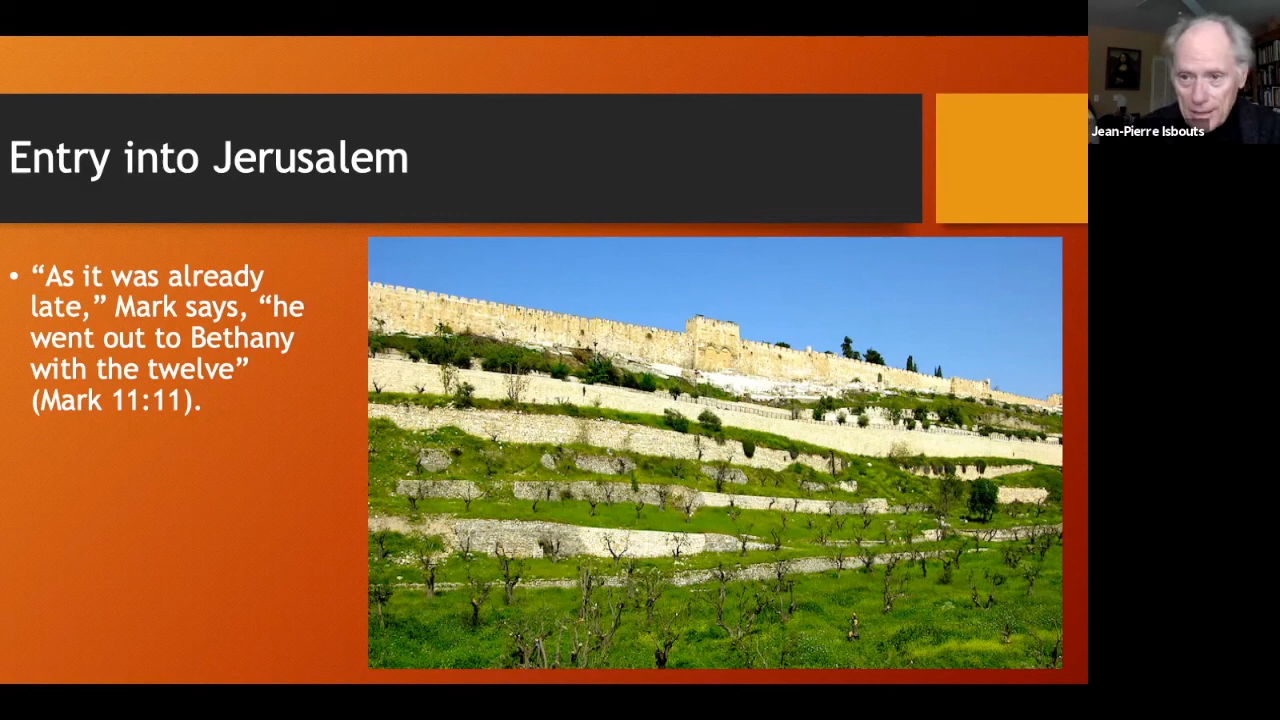 Entry into Jerusalem
• “As it was already
late,” Mark says, “he
went out to Bethany
with the twelve”
(Mark 11:11).
Jean-Pierre Isbouts